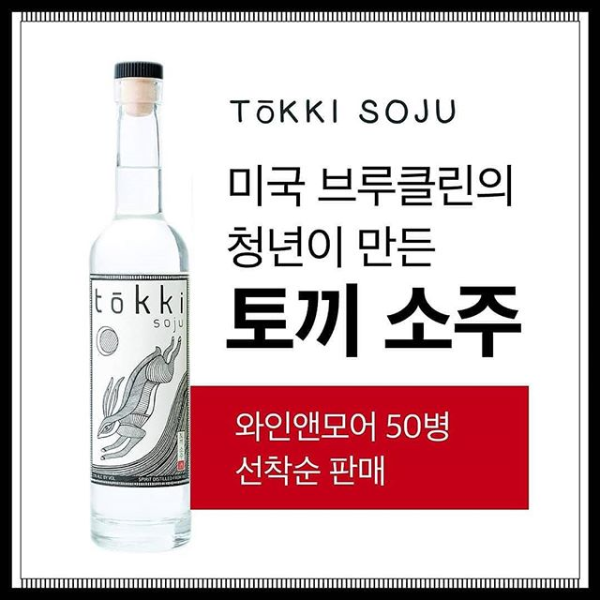 TōKKI SOJU
미국 브루클린의
청년이 만든
토끼 소주
와인앤모어 50병
선착순 판매
tōkki
soju